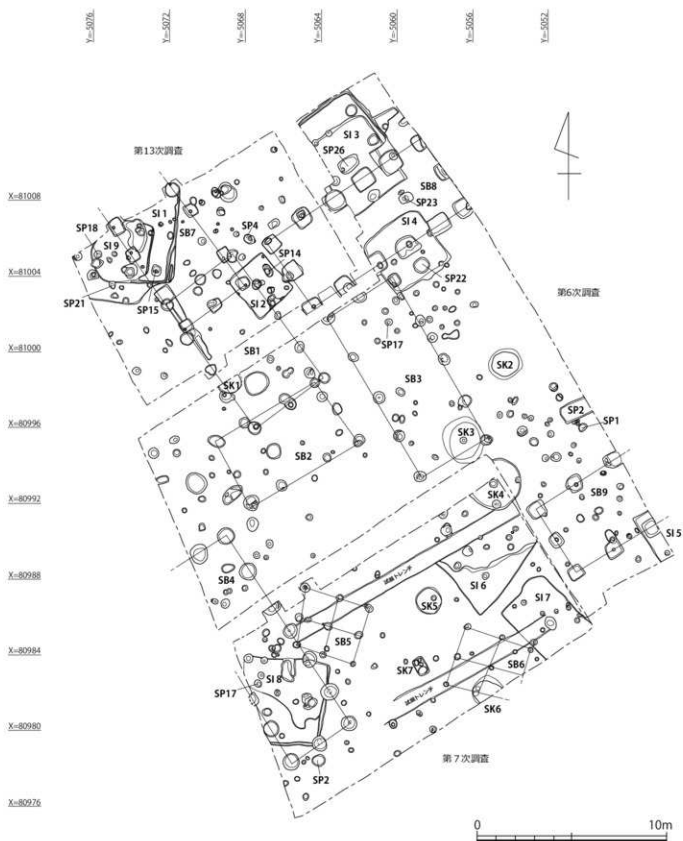 Y=-5076
Y=-5072
Y=-5068
Y=-5064
Y=-5060
Y=-5056
Y=-5052
第13次調査
SI 3
SP26
X=81008
SB8
SP23
SP18
SI 1
SB7
SP4
SI 4
SI 9
SP14
X=81004
SP22
SP21
SP15
SI 2
第6次調査
SP17
X=81000
SB1
SK2
SB3
SK1
SP2
SP1
X=80996
SK3
SB2
X=80992
SK4
SB9
SI 5
試掘トレンチ
X=80988
SB4
SI 6
SI 7
SK5
SB5
X=80984
SK7
SB6
SI 8
SP17
試掘トレンチ
SK6
X=80980
SP2
第7次調査
X=80976
0 10m